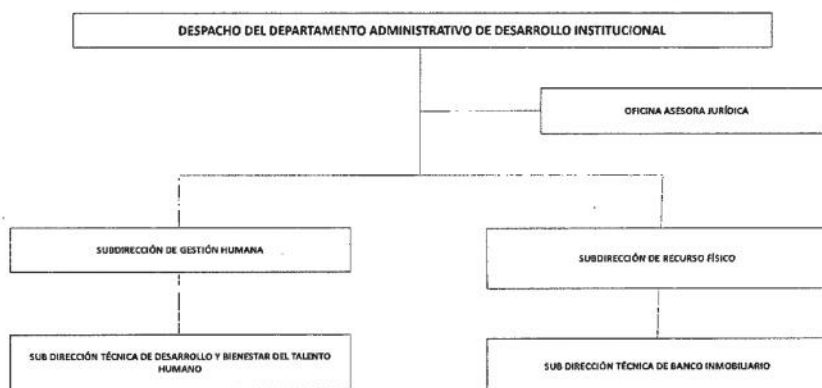 DESPACHO DEL DEPARTAMENTO ADMINISTRATIVO DE DESARROLLO INSTITUCIONAL
OFICINA ASESORA JURÍDICA
SUBDIRECCIÓN DE GESTIÓN HUMANA
SUBDIRECCIÓN DE RECURSO FÍSICO
SUB DIRECCIÓN TÉCNICA DE DESARROLLO Y BIENESTAR DEL TALENTO
HUMANO
SUB DIRECCIÓN TÉCNICA DE BANCO INMOBILIARIO